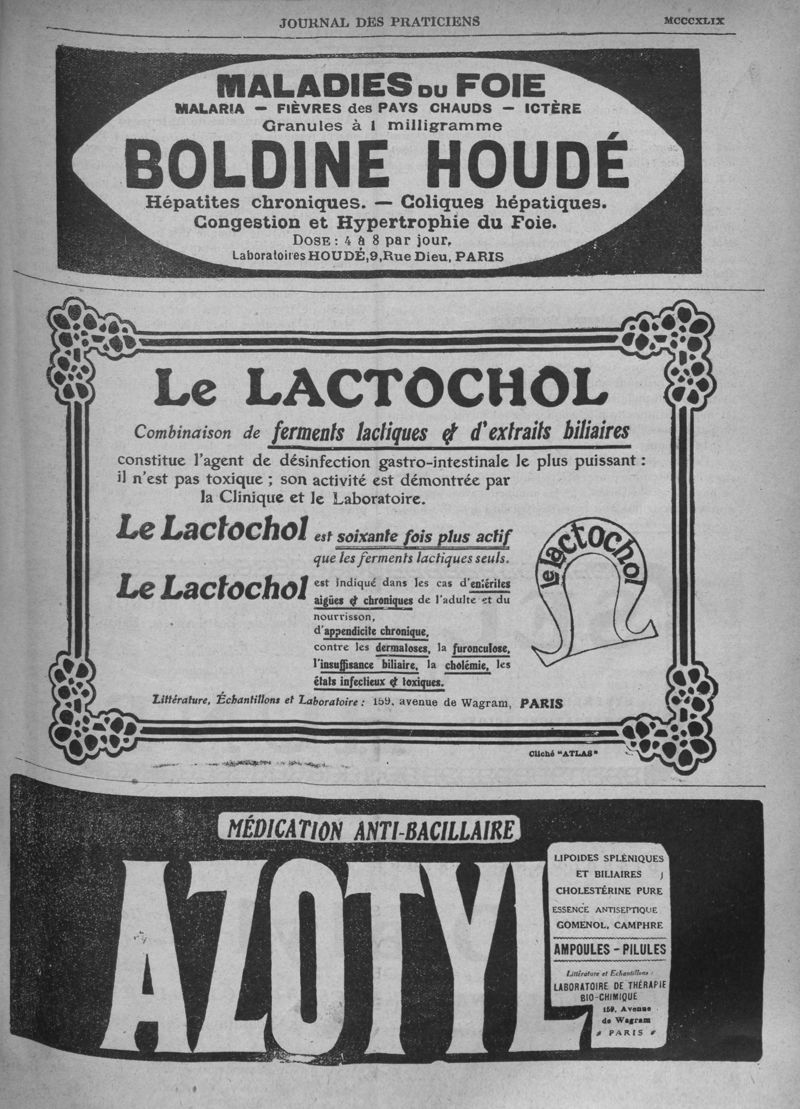 JOURNAL DES PRATICIENS
MCCCXLIX
MALADIES DU FOIE
MALARIA — FIÈVRES des PAYS CHAUDS — ICTÈRE
Granules à 1 milligramme
BOLDINE HOUDÉ
Hépatites chroniques. — Coliques hépatiques.
Congestion et Hypertrophie du Foie.
DOSE : 4 à 8 par jour.
Laboratoires HOUDÉ, 9, Rue Dieu, PARIS
Le LACTOCHOL
Combinaison de ferments lactiques & d'extraits biliaires
constitue l'agent de désinfection gastro-intestinale le plus puissant :
il n'est pas toxique ; son activité est démontrée par
la Clinique et le Laboratoire.
Le Lactochol est soixante fois plus actif
que les ferments lactiques seuls.
Le Lactochol est indiqué dans les cas d'entérites
aigües & chroniques de l'adulte et du
nourrisson,
d'appendicite chronique,
contre les dermatoses, la furonculose,
l'insuffisance biliaire, la cholémie, les
états infectieux & toxiques.
le lactochol
Littérature, Échantillons et Laboratoire : 159, avenue de Wagram, PARIS
Cliché "ATLAS"
MÉDICATION ANTI-BACILLAIRE
AZOTYL
LIPOIDES SPLÉNIQUES
ET BILIAIRES
CHOLESTÉRINE PURE
ESSENCE ANTISEPTIQUE
GOMENOL, CAMPHRE
AMPOULES - PILULES
Littérature et Echantillons :
LABORATOIRE DE THÉRAPIE
BIO-CHIMIQUE
159, Avenue
de Wagram
PARIS